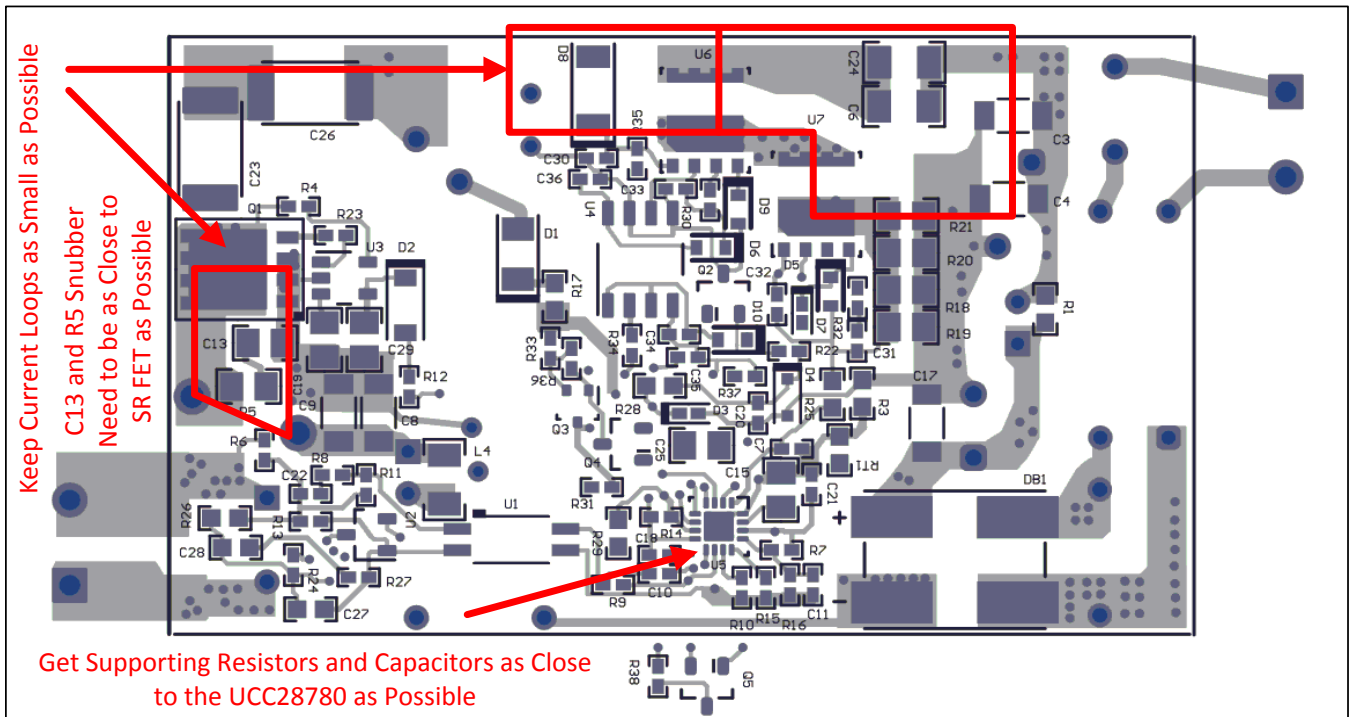 Keep Current Loops as Small as Possible
C13 and R5 Snubber
Need to be as Close to
SR FET as Possible
D8
U6
C24
C6
U7
C3
C26
R35
C23
C30
C36
C33
R4
Q1
R23
U3
D2
D1
U4
R30
D9
D6
Q2
C32
D5
R21
C4
R20
R17
D10
D7
R32
R18
R1
C13
C29
R33
R34
C34
R22
C31
R19
R36
C35
D4
R5
C19
R12
R28
R37
C17
C9
C8
D3
C20
R25
R3
Q3
R6
L4
Q4
C25
C7
C15
RT1
R8
R11
C22
U1
R31
C21
DB1
R26
R13
U2
R29
R14
C18
+
C28
R7
U5
R24
R27
R9
C10
C27
R10
R15
R16
C11
-
Get Supporting Resistors and Capacitors as Close
to the UCC28780 as Possible
R38
Q5